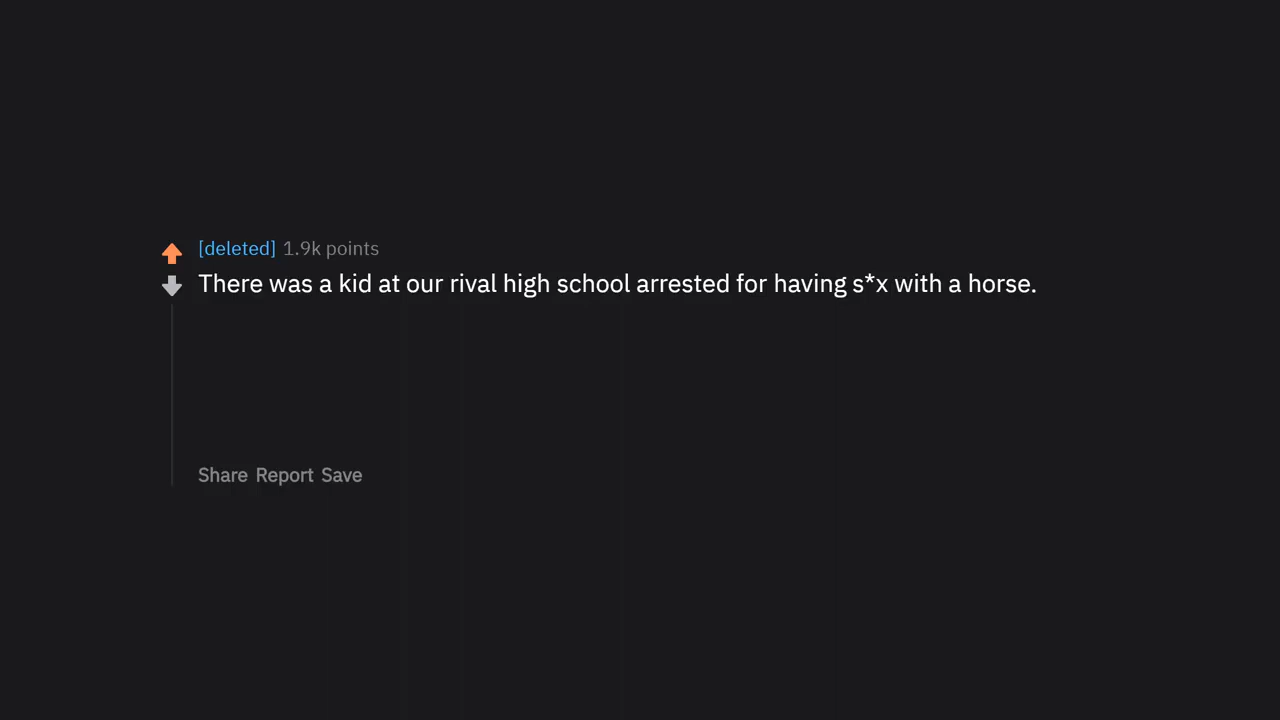 [deleted] 1.9k points
There was a kid at our rival high school arrested for having s*x with a horse.
Share Report Save